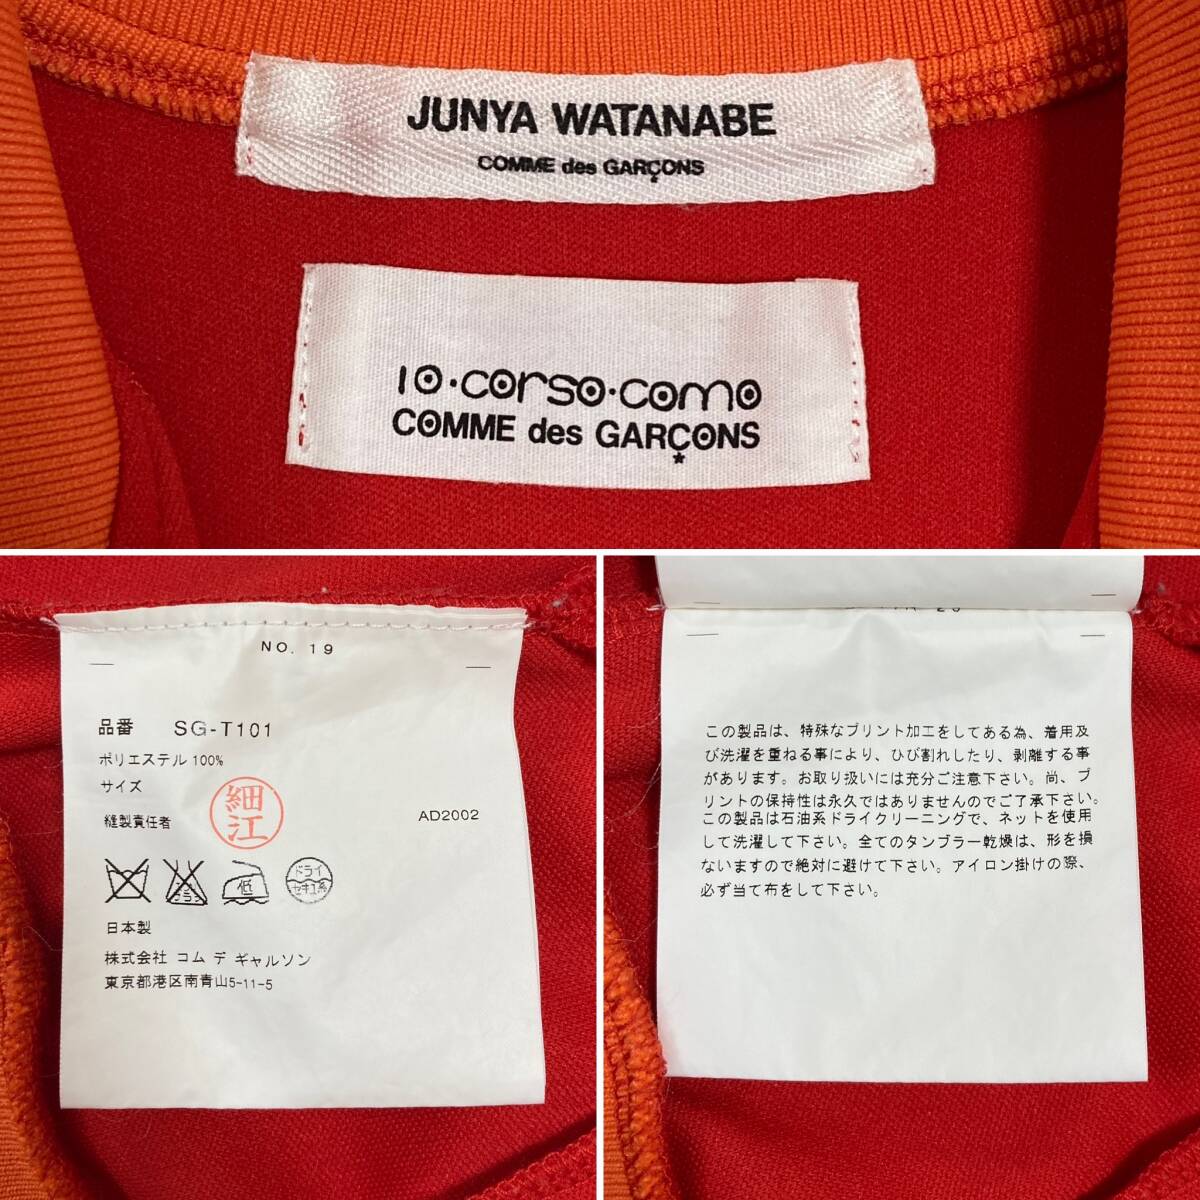 JUNYA WATANABE
COMME des GARÇONS
10·corso·como
COMME des GARÇONS
NO. 19
品番 SG-T101
ポリエステル 100%
サイズ
縫製責任者
細江
AD2002
低
ドライ
セキユ系
日本製
株式会社 コム デ ギャルソン
東京都港区南青山5-11-5
この製品は、特殊なプリント加工をしてある為、着用及
び洗濯を重ねる事により、ひび割れしたり、剥離する事
があります。お取り扱いには充分ご注意下さい。尚、プ
リントの保持性は永久ではありませんのでご了承下さい。
この製品は石油系ドライクリーニングで、ネットを使用
して洗濯して下さい。全てのタンブラー乾燥は、形を損
ないますので絶対に避けて下さい。アイロン掛けの際、
必ず当て布をして下さい。